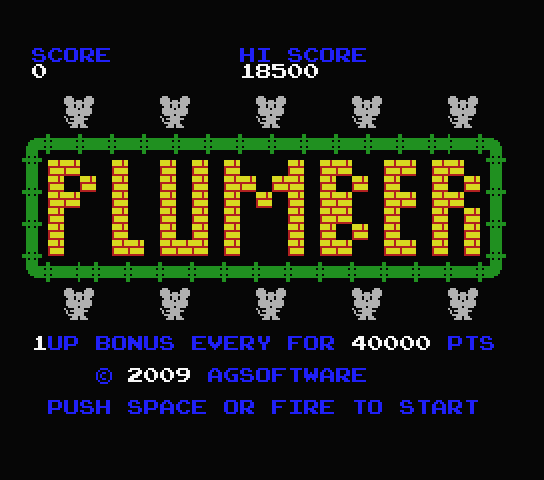 SCORE HI SCORE
0 18500
PLUMBER
1UP BONUS EVERY FOR 40000 PTS
© 2009 AGSOFTWARE
PUSH SPACE OR FIRE TO START